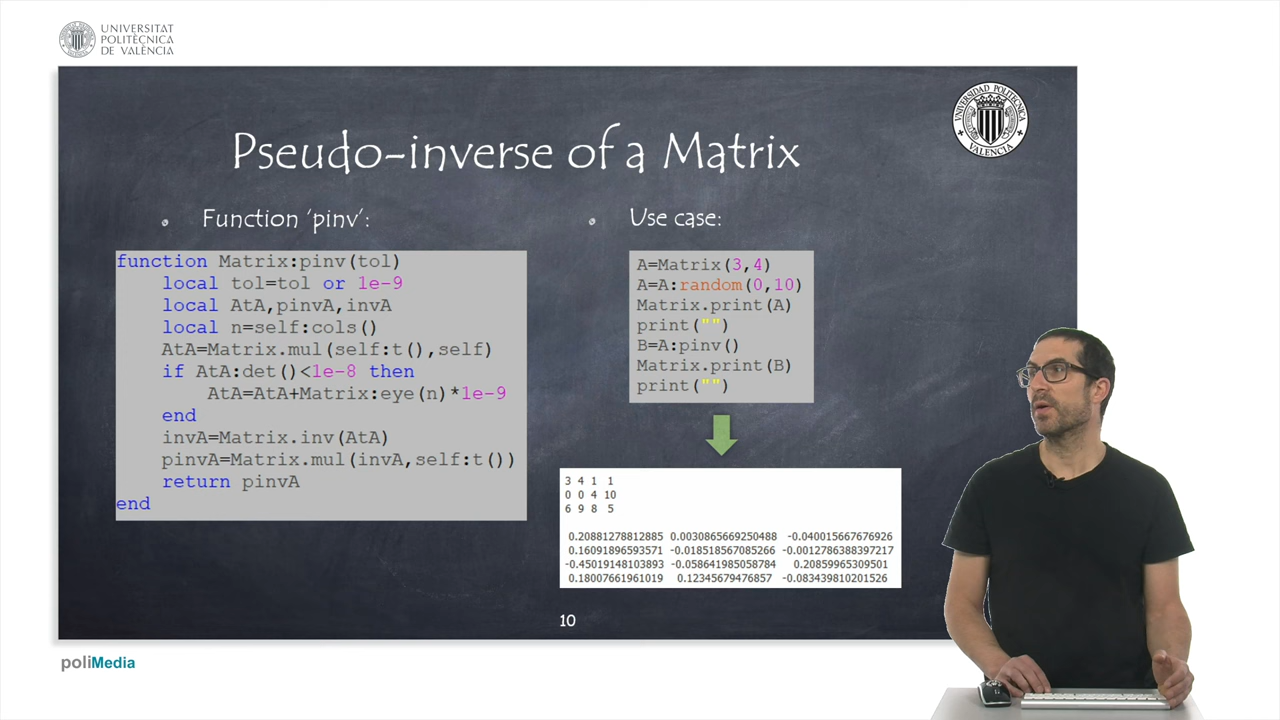 UNIVERSITAT
POLITÈCNICA
DE VALÈNCIA
UNIVERSIDAD POLITECNICA
VALENCIA
Pseudo-inverse of a Matrix
Function 'pinv':
function Matrix:pinv(tol)
local tol=tol or 1e-9
local AtA,pinvA,invA
local n=self:cols()
AtA=Matrix.mul(self:t(),self)
if AtA:det()<1e-8 then
AtA=AtA+Matrix:eye(n)*1e-9
end
invA=Matrix.inv(AtA)
pinvA=Matrix.mul(invA,self:t())
return pinvA
end
Use case:
A=Matrix(3,4)
A=A:random(0,10)
Matrix.print(A)
print("")
B=A:pinv()
Matrix.print(B)
print("")
3 4 1 1
0 0 4 10
6 9 8 5
0.20881278812885 0.0030865669250488 -0.040015667676926
0.16091896593571 -0.018518567085266 -0.0012786388397217
-0.45019148103893 -0.058641985058784 0.20859965309501
0.18007661961019 0.12345679476857 -0.083439810201526
10
poliMedia